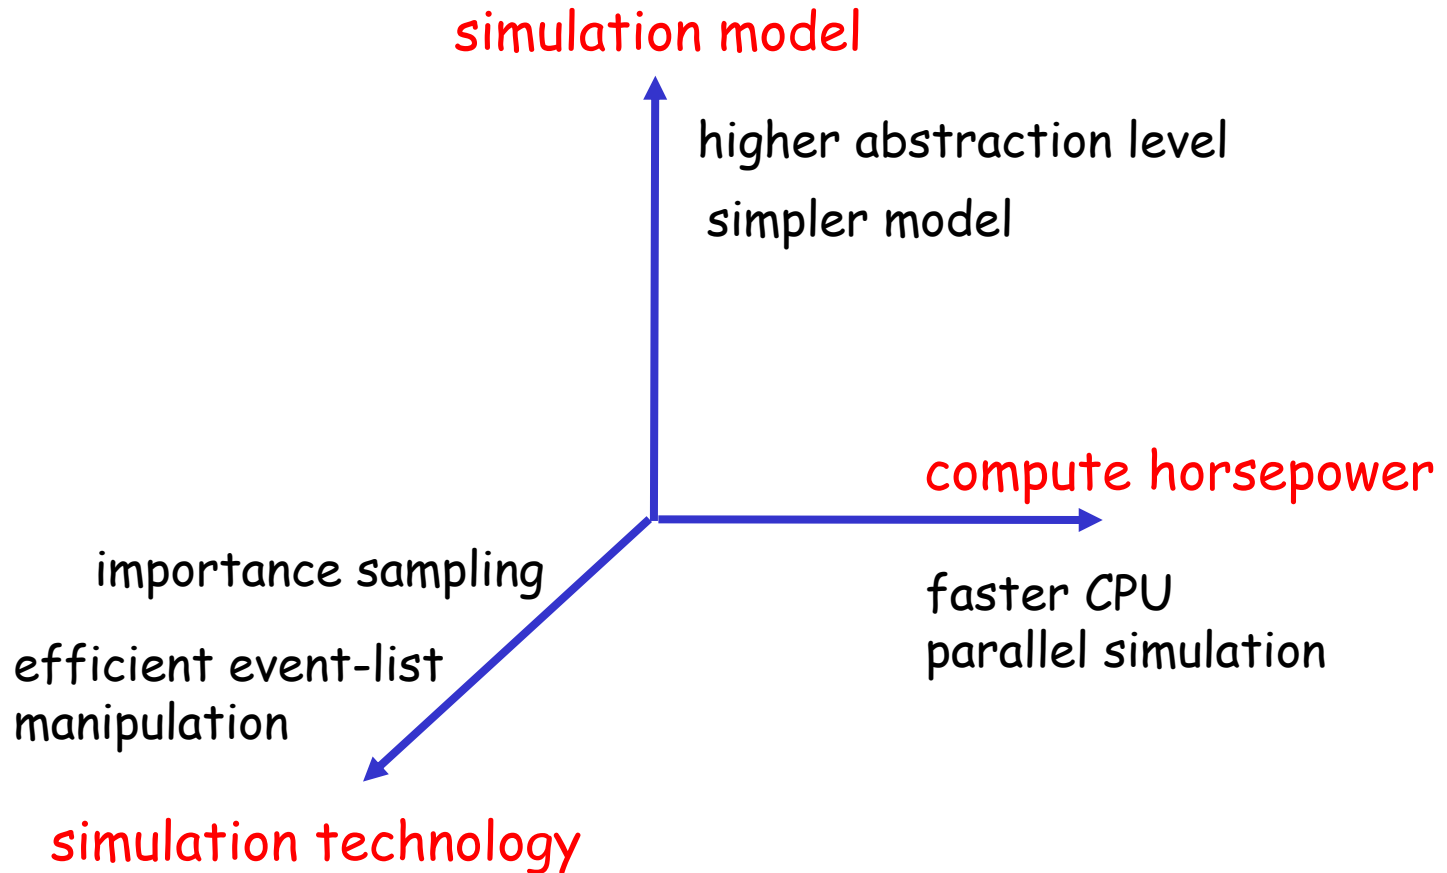 simulation model
higher abstraction level
simpler model
compute horsepower
faster CPU
parallel simulation
importance sampling
efficient event-list
manipulation
simulation technology